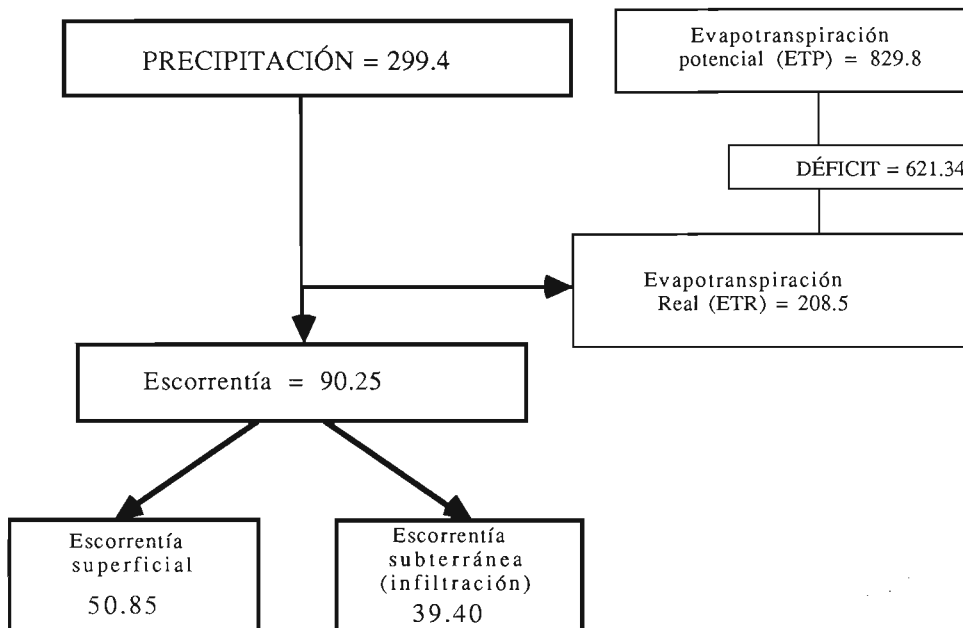 PRECIPITACIÓN = 299.4
Evapotranspiración
potencial (ETP) = 829.8
DÉFICIT = 621.34
Evapotranspiración
Real (ETR) = 208.5
Escorrentía = 90.25
Escorrentía
superficial
50.85
Escorrentía
subterránea
(infiltración)
39.40